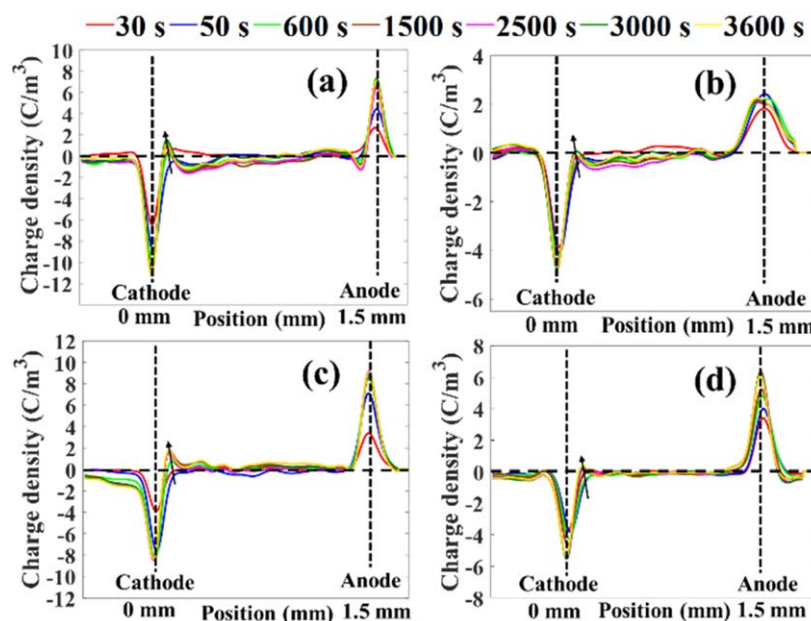 30 s 50 s 600 s 1500 s 2500 s 3000 s 3600 s
(a)
Charge density (C/m³)
10
8
6
4
2
0
-2
-4
-6
-8
-10
-12
Cathode
Anode
0 mm
Position (mm)
1.5 mm
(b)
Charge density (C/m³)
4
2
0
-2
-4
-6
Cathode
Anode
0 mm
Position (mm)
1.5 mm
(c)
Charge density (C/m³)
12
10
8
6
4
2
0
-2
-4
-6
-8
-10
-12
Cathode
Anode
0 mm
Position (mm)
1.5 mm
(d)
Charge density (C/m³)
8
6
4
2
0
-2
-4
-6
-8
Cathode
Anode
0 mm
Position (mm)
1.5 mm